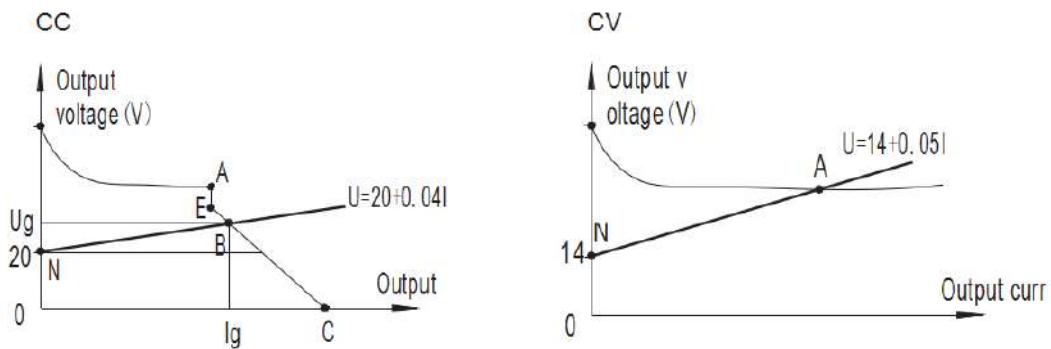 CC
Output
voltage (V)
A
E
U=20+0.04I
Ug
B
20
N
Output
0
Ig
C
CV
Output v
oltage (V)
U=14+0.05I
A
N
14
Output curr
0